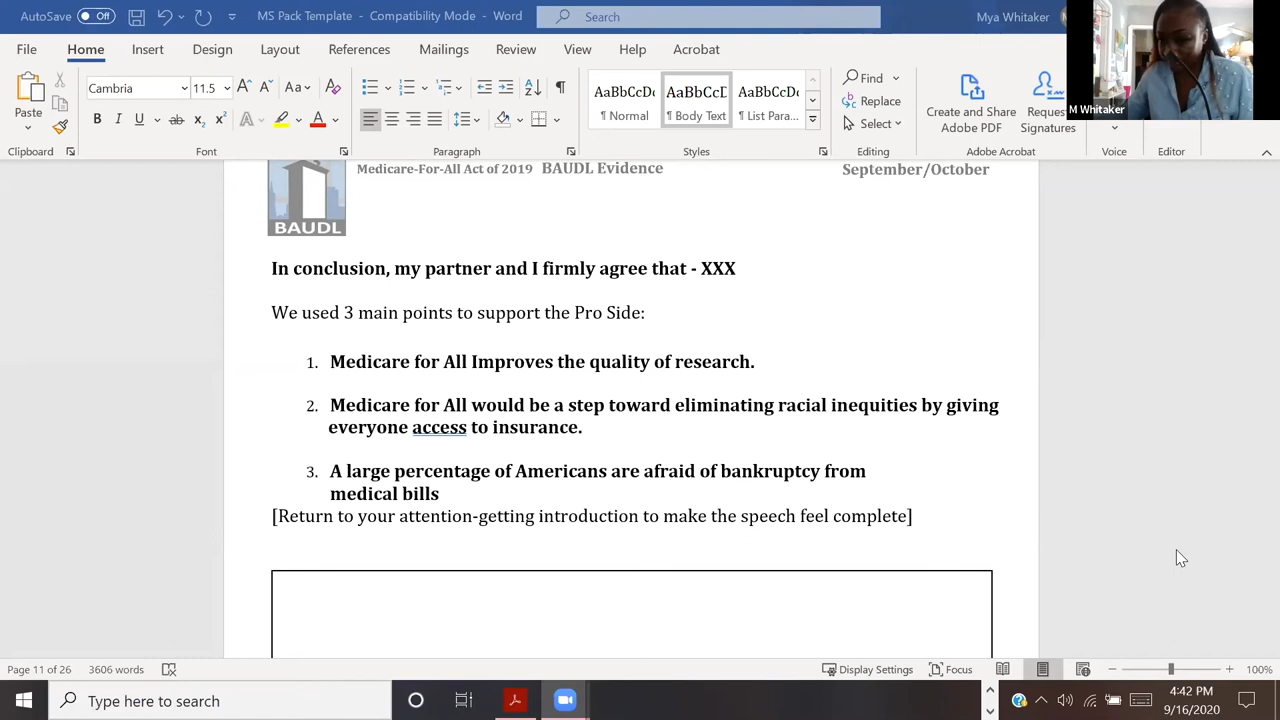 AutoSave Off MS Pack Template - Compatibility Mode - Word Search Mya Whitaker
File Home Insert Design Layout References Mailings Review View Help Acrobat
Paste
Cambria 11.5 Aa
B I U ab x₂ x² A A
AaBbCcDc AaBbCcD AaBbCcDc
¶ Normal ¶ Body Text ¶ List Para...
Find
Replace
Select
Create and Share
Adobe PDF
Signatures
M Whitaker
Clipboard Font Paragraph Styles Editing Adobe Acrobat Voice Editor
BAUDL
Medicare-For-All Act of 2019 BAUDL Evidence September/October
In conclusion, my partner and I firmly agree that - XXX
We used 3 main points to support the Pro Side:
1. Medicare for All Improves the quality of research.
2. Medicare for All would be a step toward eliminating racial inequities by giving
everyone access to insurance.
3. A large percentage of Americans are afraid of bankruptcy from
medical bills
[Return to your attention-getting introduction to make the speech feel complete]
Page 11 of 26 3606 words Display Settings Focus 100%
Type here to search
4:42 PM
9/16/2020